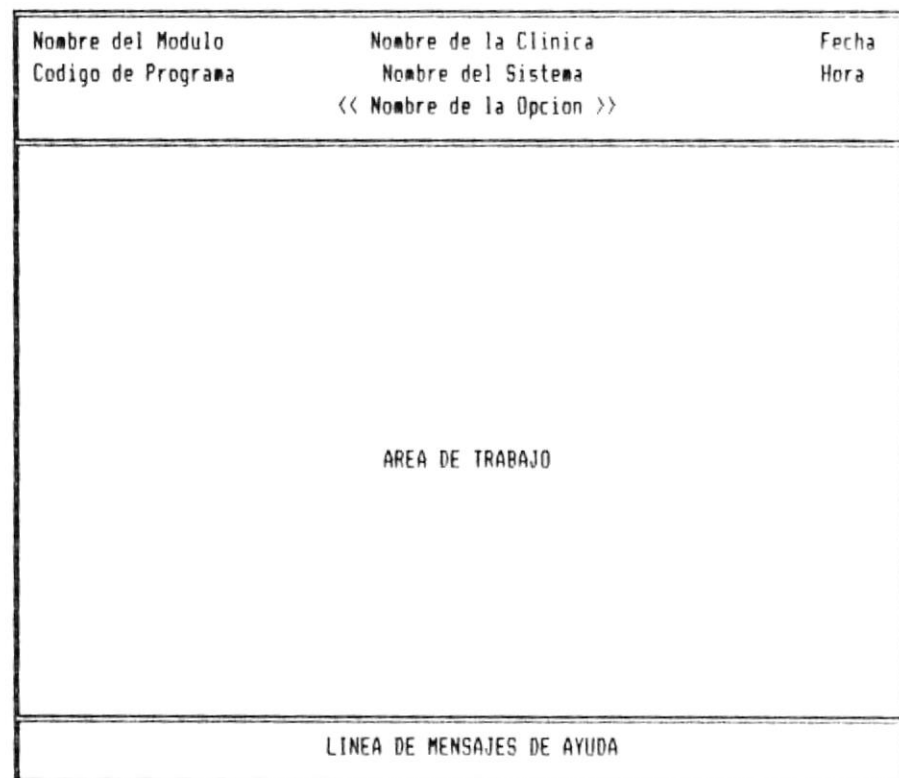 Nombre del Modulo Nombre de la Clinica Fecha
Codigo de Programa Nombre del Sistema Hora
<< Nombre de la Opcion >>
AREA DE TRABAJO
LINEA DE MENSAJES DE AYUDA